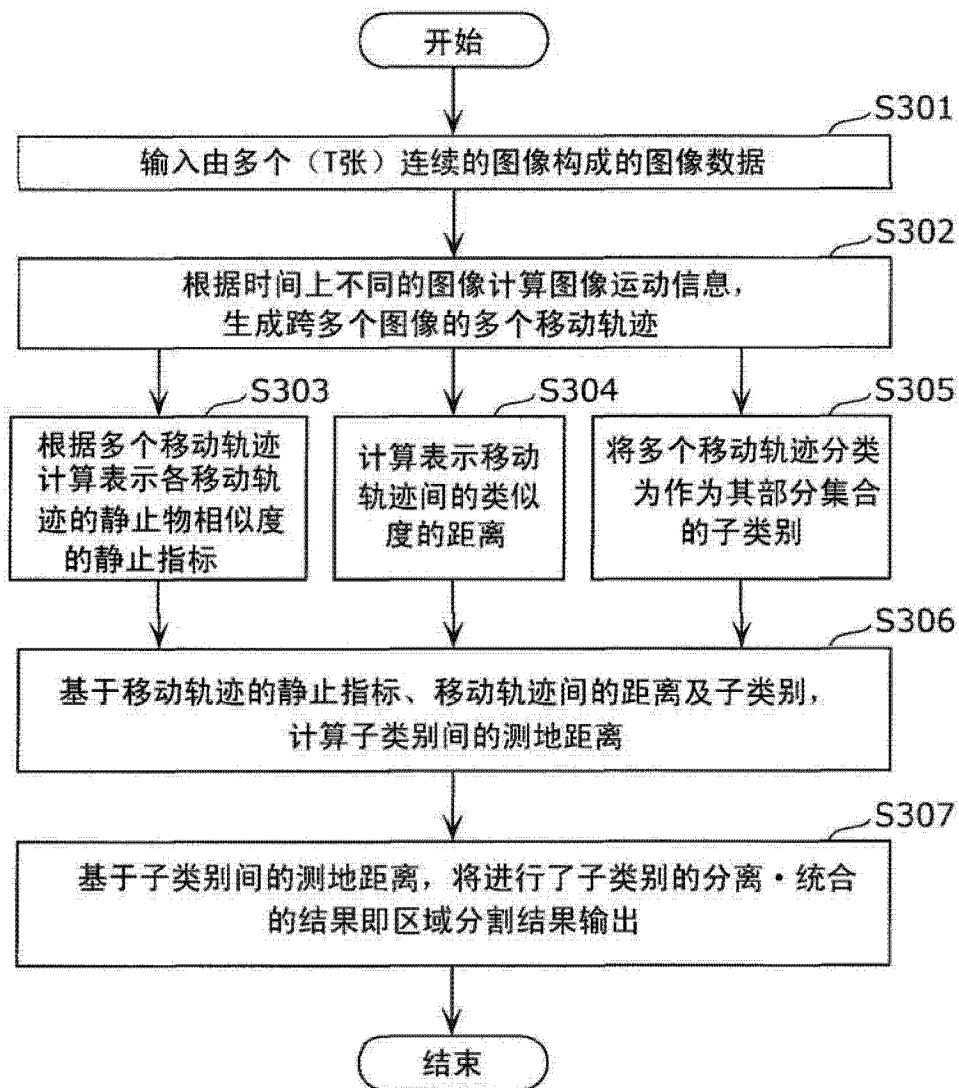 开始
S301
输入由多个（T张）连续的图像构成的图像数据
S302
根据时间上不同的图像计算图像运动信息，
生成跨多个图像的多个移动轨迹
S303
根据多个移动轨迹
计算表示各移动轨
迹的静止物相似度
的静止指标
S304
计算表示移动
轨迹间的类似
度的距离
S305
将多个移动轨迹分类
为作为其部分集合
的子类别
S306
基于移动轨迹的静止指标、移动轨迹间的距离及子类别，
计算子类别间的测地距离
S307
基于子类别间的测地距离，将进行了子类别的分离·统合
的结果即区域分割结果输出
结束